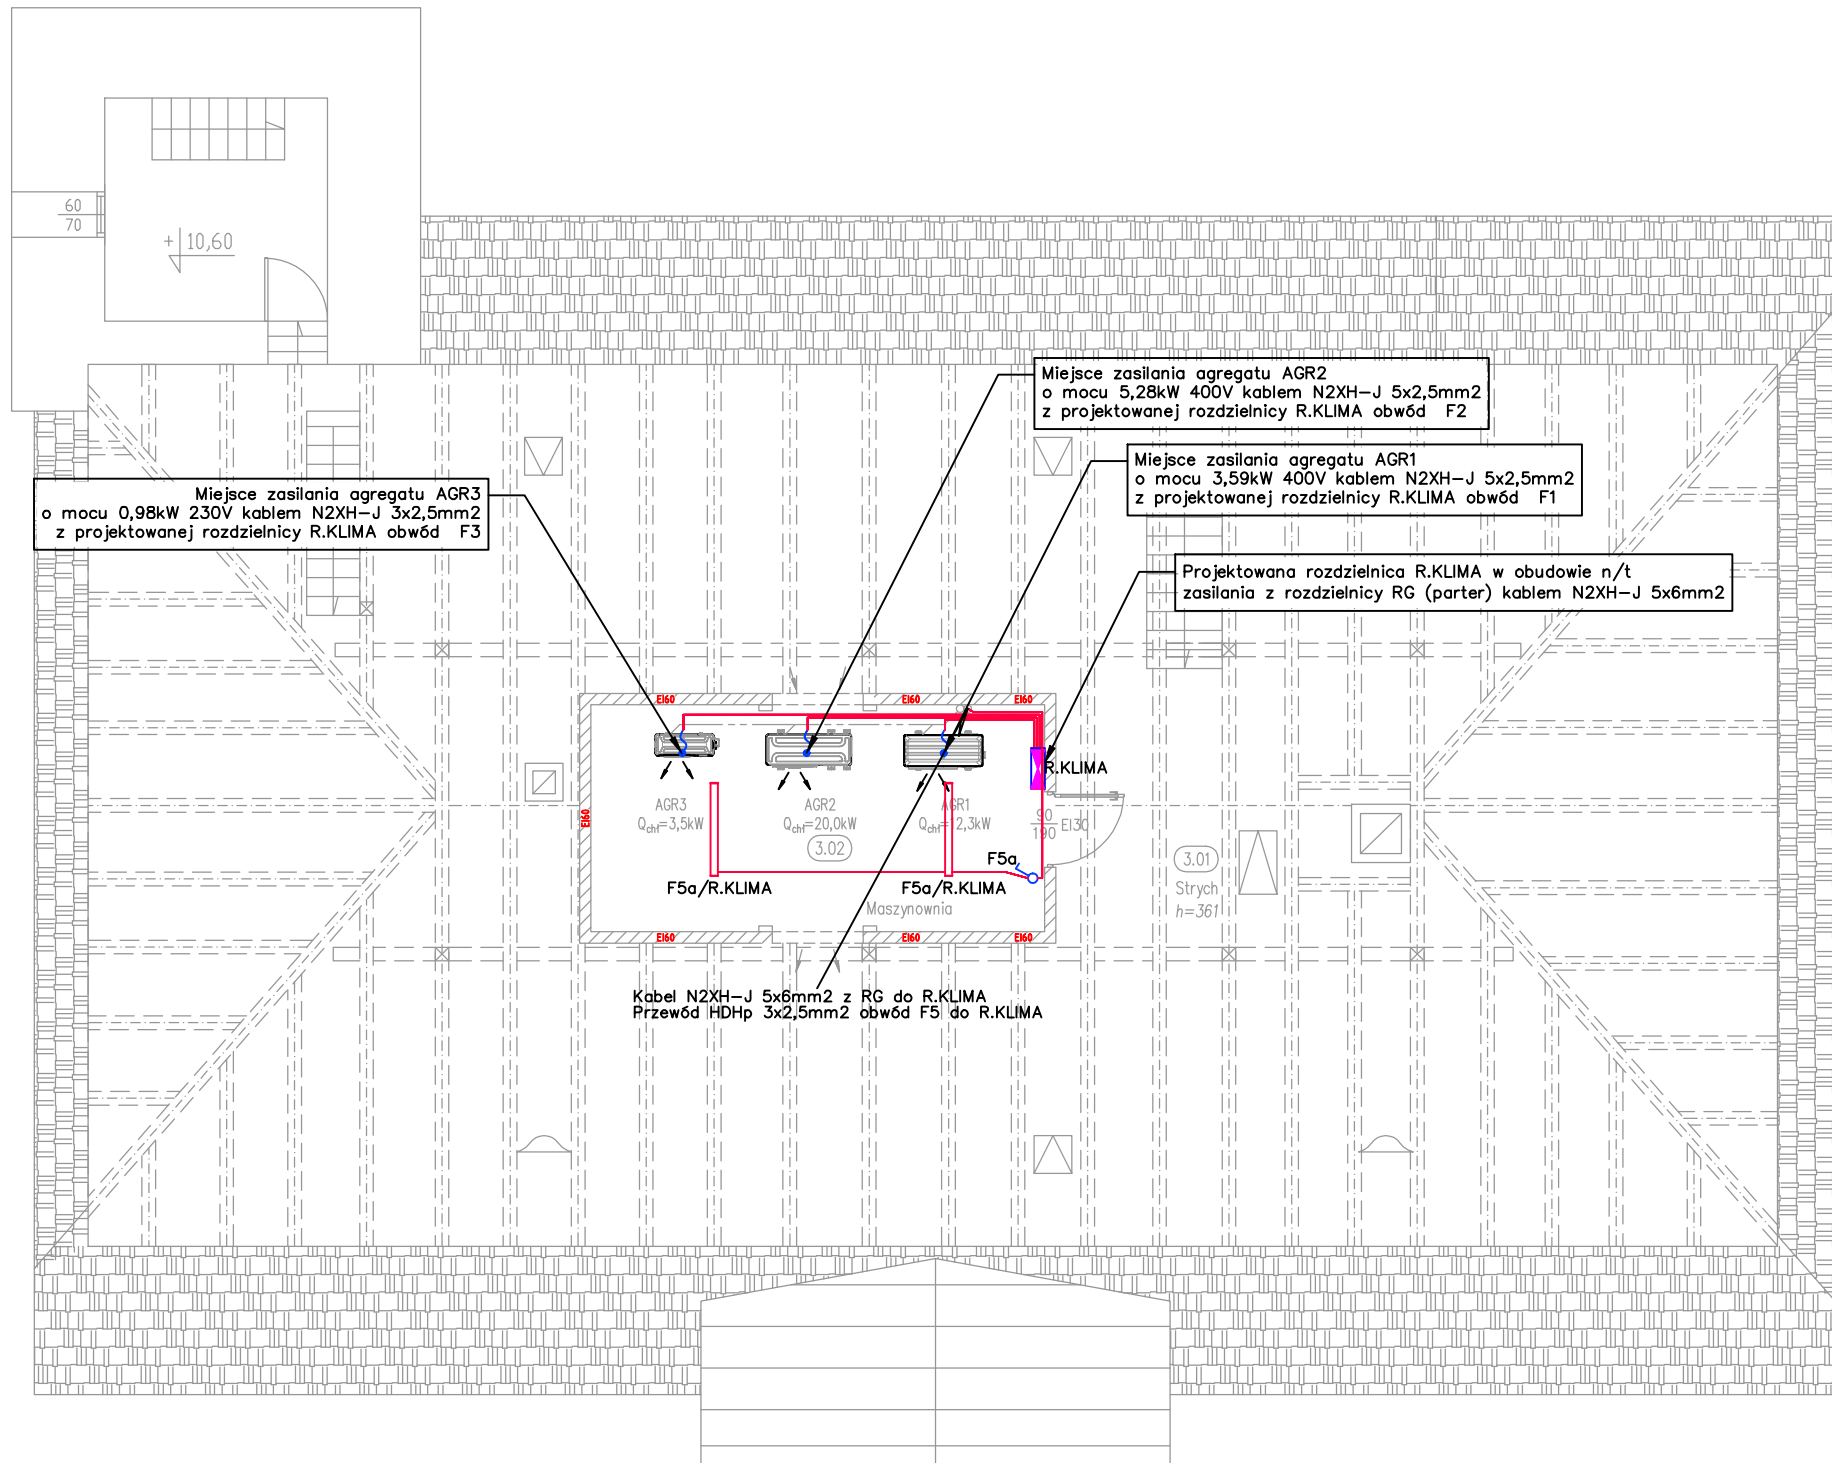 60
70
+ 10,60
Miejsce zasilania agregatu AGR2
o mocu 5,28kW 400V kablem N2XH-J 5x2,5mm2
z projektowanej rozdzielnicy R.KLIMA obwód F2
Miejsce zasilania agregatu AGR1
o mocu 3,59kW 400V kablem N2XH-J 5x2,5mm2
z projektowanej rozdzielnicy R.KLIMA obwód F1
Miejsce zasilania agregatu AGR3
o mocu 0,98kW 230V kablem N2XH-J 3x2,5mm2
z projektowanej rozdzielnicy R.KLIMA obwód F3
Projektowana rozdzielnica R.KLIMA w obudowie n/t
zasilania z rozdzielnicy RG (parter) kablem N2XH-J 5x6mm2
EI60
EI60
EI60
R.KLIMA
AGR3
Qchł=3,5kW
AGR2
Qchł=20,0kW
3.02
AGR1
Qchł=12,3kW
90
190
EI30
EI60
F5a
F5a/R.KLIMA
F5a/R.KLIMA
Maszynownia
3.01
Strych
h=361
EI60
EI60
EI60
Kabel N2XH-J 5x6mm2 z RG do R.KLIMA
Przewód HDHp 3x2,5mm2 obwód F5 do R.KLIMA